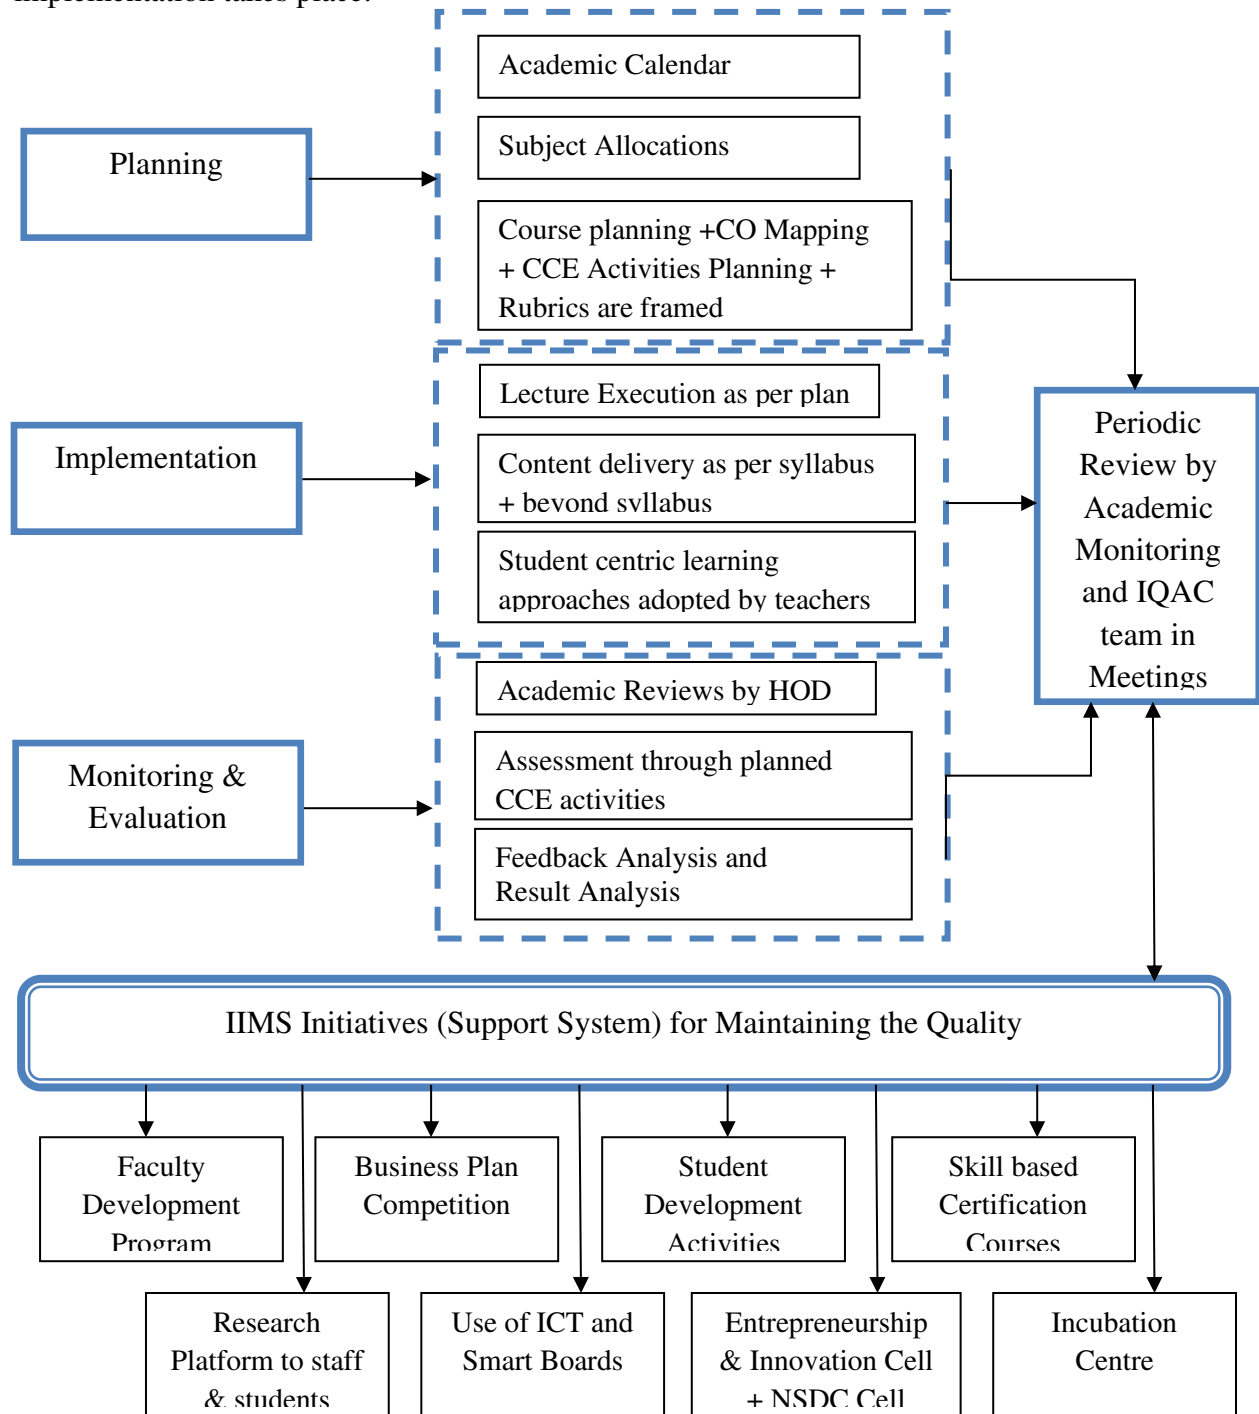 implementation takes place.
Academic Calendar
Planning
Subject Allocations
Course planning +CO Mapping
+ CCE Activities Planning +
Rubrics are framed
Lecture Execution as per plan
Implementation
Content delivery as per syllabus
+ beyond syllabus
Student centric learning
approaches adopted by teachers
Periodic
Review by
Academic
Monitoring
and IQAC
team in
Meetings
Academic Reviews by HOD
Monitoring &
Evaluation
Assessment through planned
CCE activities
Feedback Analysis and
Result Analysis
IIMS Initiatives (Support System) for Maintaining the Quality
Faculty
Development
Program
Business Plan
Competition
Student
Development
Activities
Skill based
Certification
Courses
Research
Platform to staff
& students
Use of ICT and
Smart Boards
Entrepreneurship
& Innovation Cell
+ NSDC Cell
Incubation
Centre